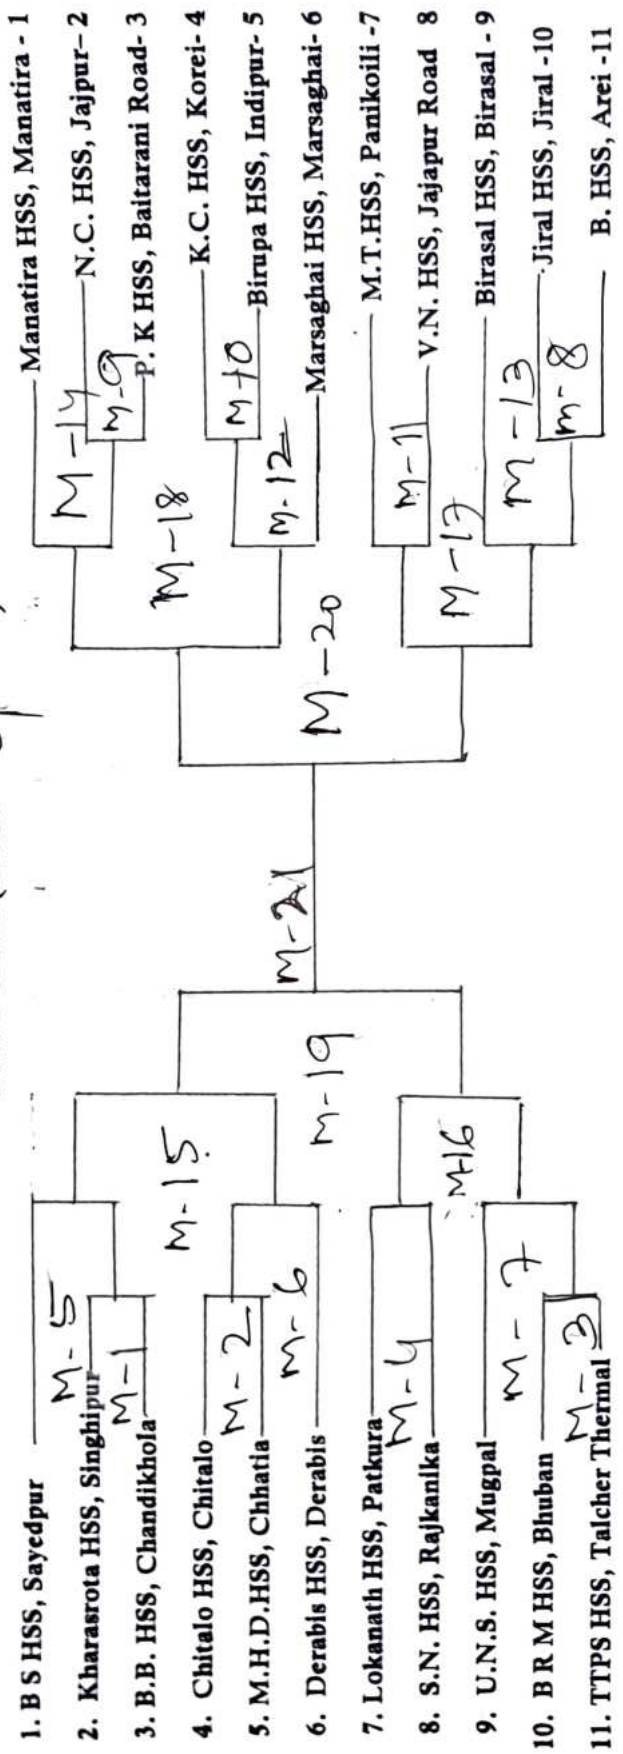 1. B S HSS, Sayedpur
2. Kharasrota HSS, Singhipur
3. B.B. HSS, Chandikhola
4. Chitalo HSS, Chitalo
5. M.H.D.HSS, Chhatia
6. Derabis HSS, Derabis
7. Lokanath HSS, Patkura
8. S.N. HSS, Rajkanika
9. U.N.S. HSS, Mugpal
10. B R M HSS, Bhuban
11. TTPS HSS, Talcher Thermal
M-5
M-1
M-2
M-6
M-4
M-7
M-3
M-15
M-16
M-19
M-21
M-20
M-18
M-17
M-14
M-9
M-10
M-12
M-11
M-13
M-8
Manatira HSS, Manatira - 1
N.C. HSS, Jajpur-2
P. K HSS, Baitarani Road- 3
K.C. HSS, Korei- 4
Birupa HSS, Indipur- 5
Marsaghai HSS, Marsaghai- 6
M.T.HSS, Panikoili -7
V.N. HSS, Jajapur Road 8
Birasal HSS, Birasal - 9
Jiral HSS, Jiral -10
B. HSS, Arei -11